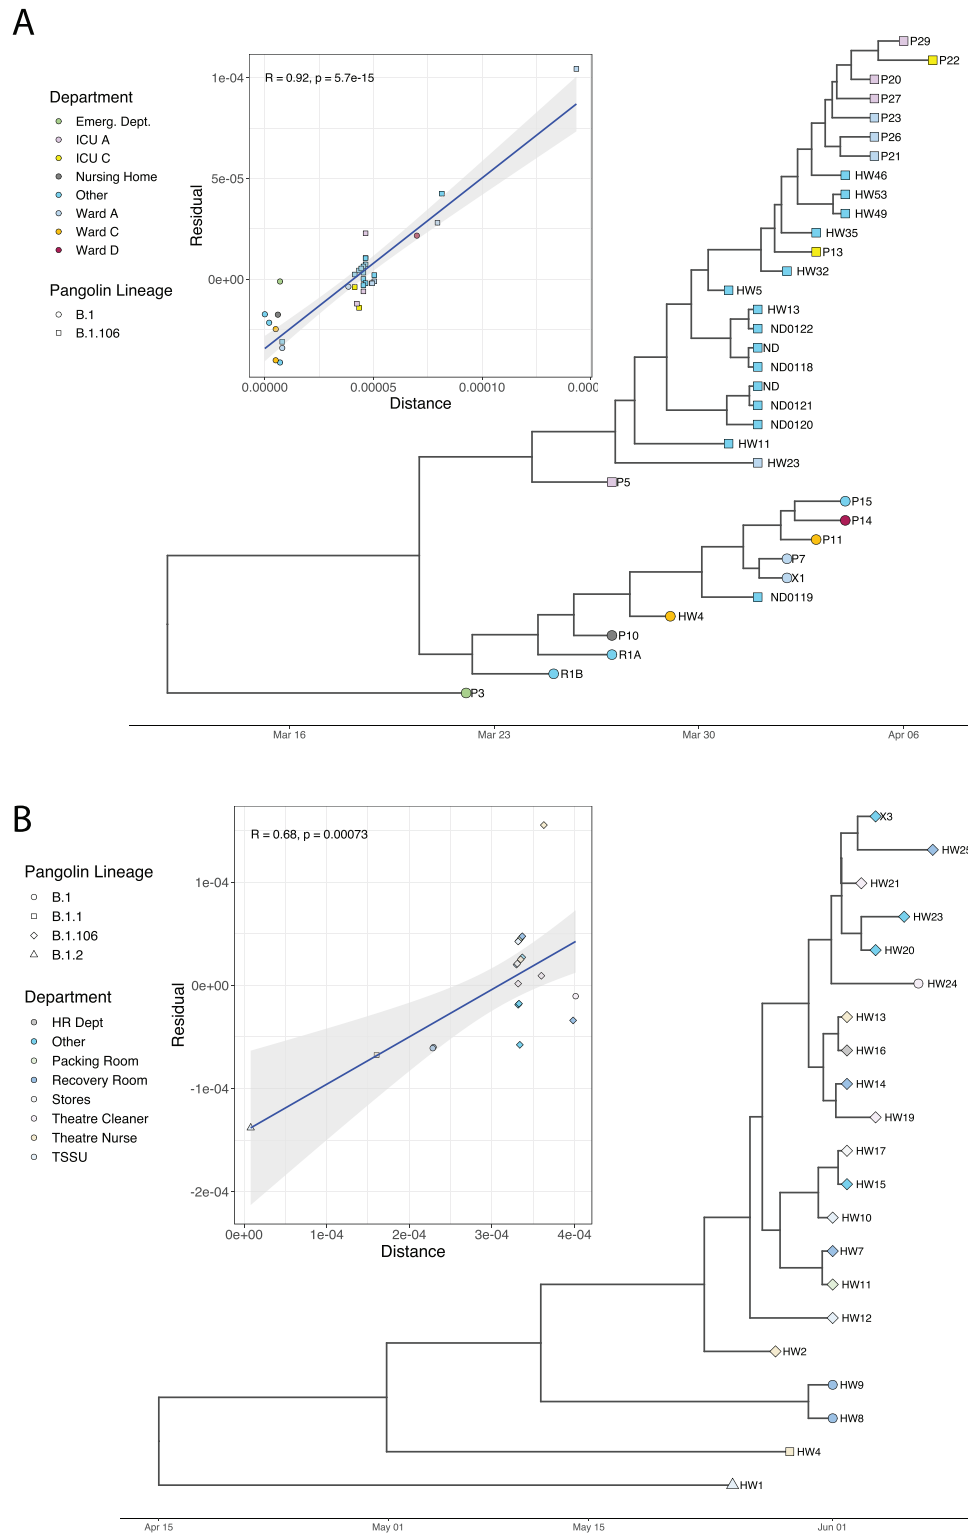 A
Department
Emerg. Dept.
ICU A
ICU C
Nursing Home
Other
Ward A
Ward C
Ward D
Pangolin Lineage
B.1
B.1.106
R = 0.92, p = 5.7e-15
1e-04
5e-05
0e+00
Residual
0.00000
0.00005
0.00010
0.000
Distance
P29
P22
P20
P27
P23
P26
P21
HW46
HW53
HW49
HW35
P13
HW32
HW5
HW13
ND0122
ND
ND0118
ND
ND0121
ND0120
HW11
HW23
P5
P15
P14
P11
P7
X1
ND0119
HW4
P10
R1A
R1B
P3
Mar 16
Mar 23
Mar 30
Apr 06
B
Pangolin Lineage
B.1
B.1.1
B.1.106
B.1.2
Department
HR Dept
Other
Packing Room
Recovery Room
Stores
Theatre Cleaner
Theatre Nurse
TSSU
R = 0.68, p = 0.00073
1e-04
0e+00
-1e-04
-2e-04
Residual
0e+00
1e-04
2e-04
3e-04
4e-04
Distance
X3
HW25
HW21
HW23
HW20
HW24
HW13
HW16
HW14
HW19
HW17
HW15
HW10
HW7
HW11
HW12
HW2
HW9
HW8
HW4
HW1
Apr 15
May 01
May 15
Jun 01